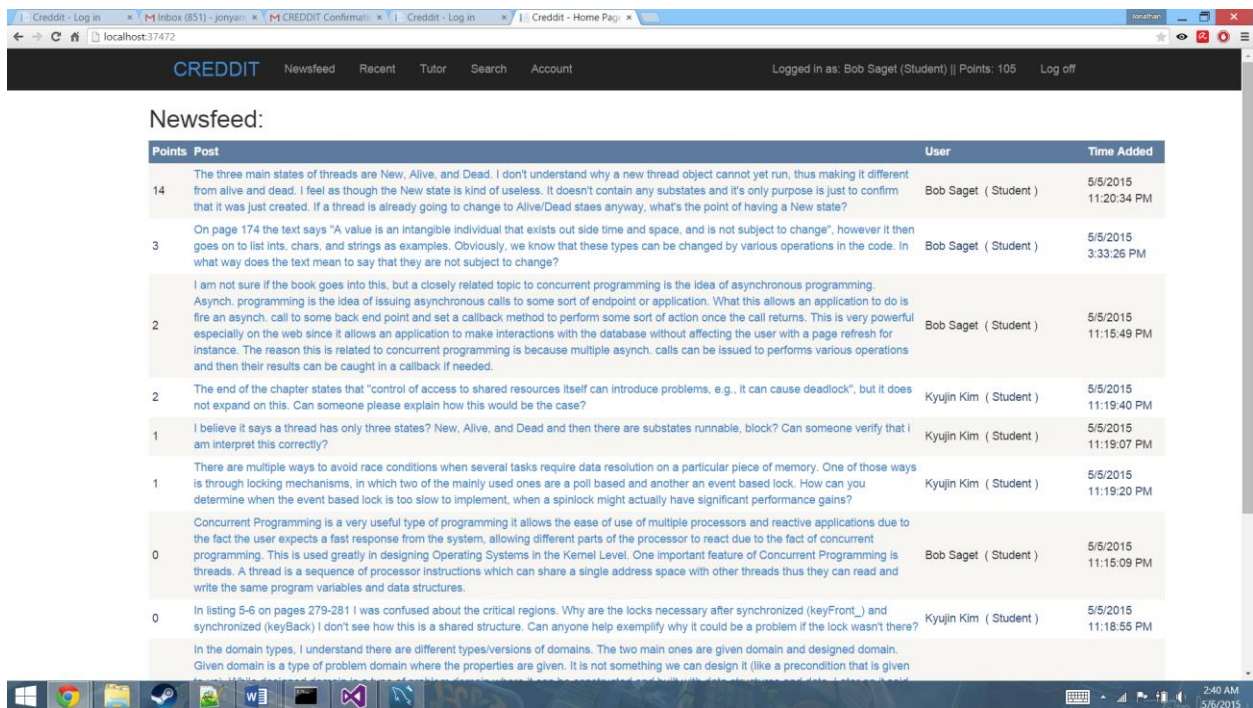 Creddit - Log in
Inbox (851) - jonyan
CREDDIT Confirmati
Creddit - Log in
Creddit - Home Pag
Jonathan
localhost:37472
CREDDIT Newsfeed Recent Tutor Search Account Logged in as: Bob Saget (Student) || Points: 105 Log off
Newsfeed:
Points Post User Time Added
The three main states of threads are New, Alive, and Dead. I don't understand why a new thread object cannot yet run, thus making it different
from alive and dead. I feel as though the New state is kind of useless. It doesn't contain any substates and it's only purpose is just to confirm
that it was just created. If a thread is already going to change to Alive/Dead staes anyway, what's the point of having a New state?
14
Bob Saget ( Student )
5/5/2015
11:20:34 PM
On page 174 the text says "A value is an intangible individual that exists out side time and space, and is not subject to change", however it then
goes on to list ints, chars, and strings as examples. Obviously, we know that these types can be changed by various operations in the code. In
what way does the text mean to say that they are not subject to change?
3
Bob Saget ( Student )
5/5/2015
3:33:26 PM
I am not sure if the book goes into this, but a closely related topic to concurrent programming is the idea of asynchronous programming.
Asynch. programming is the idea of issuing asynchronous calls to some sort of endpoint or application. What this allows an application to do is
fire an asynch. call to some back end point and set a callback method to perform some sort of action once the call returns. This is very powerful
especially on the web since it allows an application to make interactions with the database without affecting the user with a page refresh for
instance. The reason this is related to concurrent programming is because multiple asynch. calls can be issued to performs various operations
and then their results can be caught in a callback if needed.
2
Bob Saget ( Student )
5/5/2015
11:15:49 PM
The end of the chapter states that "control of access to shared resources itself can introduce problems, e.g., it can cause deadlock", but it does
not expand on this. Can someone please explain how this would be the case?
2
Kyujin Kim ( Student )
5/5/2015
11:19:40 PM
I believe it says a thread has only three states? New, Alive, and Dead and then there are substates runnable, block? Can someone verify that i
am interpret this correctly?
1
Kyujin Kim ( Student )
5/5/2015
11:19:07 PM
There are multiple ways to avoid race conditions when several tasks require data resolution on a particular piece of memory. One of those ways
is through locking mechanisms, in which two of the mainly used ones are a poll based and another an event based lock. How can you
determine when the event based lock is too slow to implement, when a spinlock might actually have significant performance gains?
1
Kyujin Kim ( Student )
5/5/2015
11:19:20 PM
Concurrent Programming is a very useful type of programming it allows the ease of use of multiple processors and reactive applications due to
the fact the user expects a fast response from the system, allowing different parts of the processor to react due to the fact of concurrent
programming. This is used greatly in designing Operating Systems in the Kernel Level. One important feature of Concurrent Programming is
threads. A thread is a sequence of processor instructions which can share a single address space with other threads thus they can read and
write the same program variables and data structures.
0
Bob Saget ( Student )
5/5/2015
11:15:09 PM
In listing 5-6 on pages 279-281 I was confused about the critical regions. Why are the locks necessary after synchronized (keyFront_) and
synchronized (keyBack) I don't see how this is a shared structure. Can anyone help exemplify why it could be a problem if the lock wasn't there?
0
Kyujin Kim ( Student )
5/5/2015
11:18:55 PM
In the domain types, I understand there are different types/versions of domains. The two main ones are given domain and designed domain.
Given domain is a type of problem domain where the properties are given. It is not something we can design it (like a precondition that is given
2:40 AM
5/6/2015